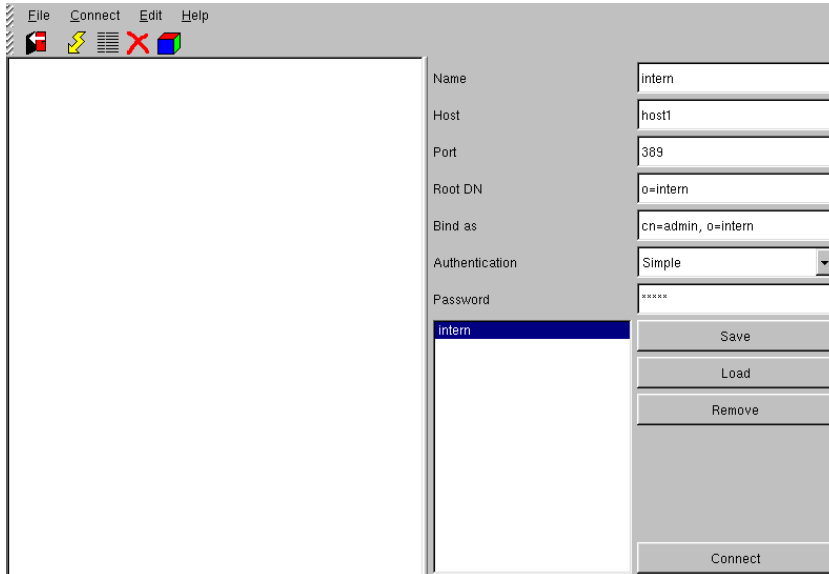 File Connect Edit Help
Name intern
Host host1
Port 389
Root DN o=intern
Bind as cn=admin, o=intern
Authentication Simple
Password *****
intern
Save
Load
Remove
Connect